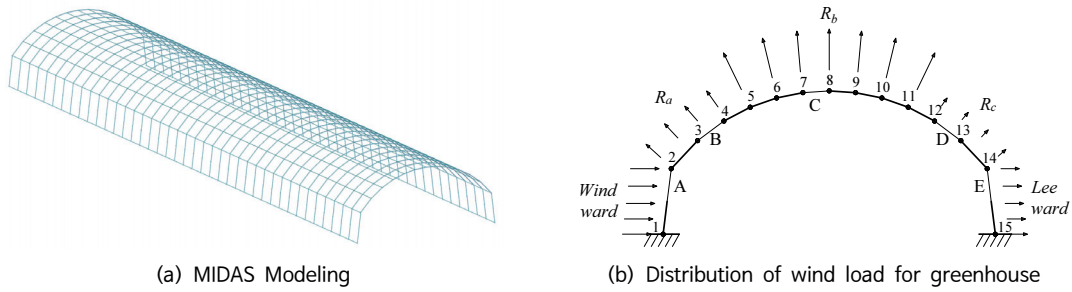 R_b
7 8 9
6 10
5 C 11
R_a 4 12 R_c
3 B D 13
2 14
A E
Wind
ward
Lee
ward
1 15
(a) MIDAS Modeling
(b) Distribution of wind load for greenhouse